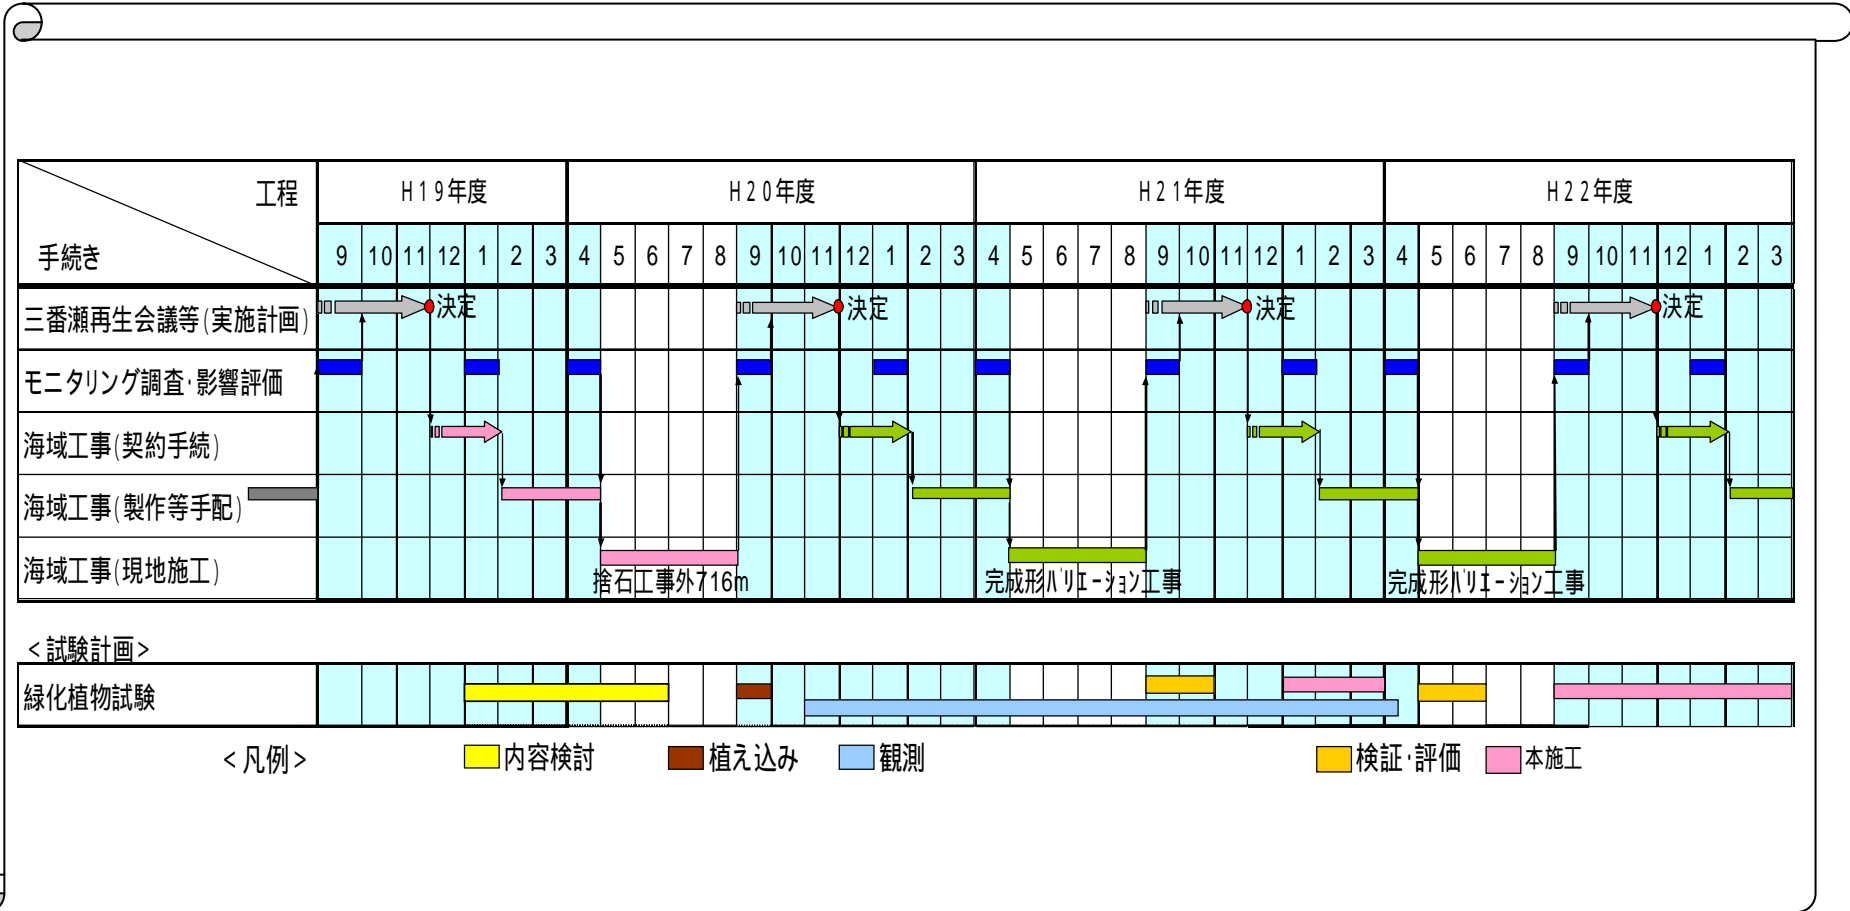 工程 H19年度 H20年度 H21年度 H22年度
手続き 9 10 11 12 1 2 3 4 5 6 7 8 9 10 11 12 1 2 3 4 5 6 7 8 9 10 11 12 1 2 3 4 5 6 7 8 9 10 11 12 1 2 3
三番瀬再生会議等(実施計画) 決定 決定 決定 決定
モニタリング調査・影響評価
海域工事(契約手続)
海域工事(製作等手配)
海域工事(現地施工)
捨石工事外716m 完成形バリエーション工事 完成形バリエーション工事
<試験計画>
緑化植物試験
<凡例> 内容検討 植え込み 観測 検証・評価 本施工